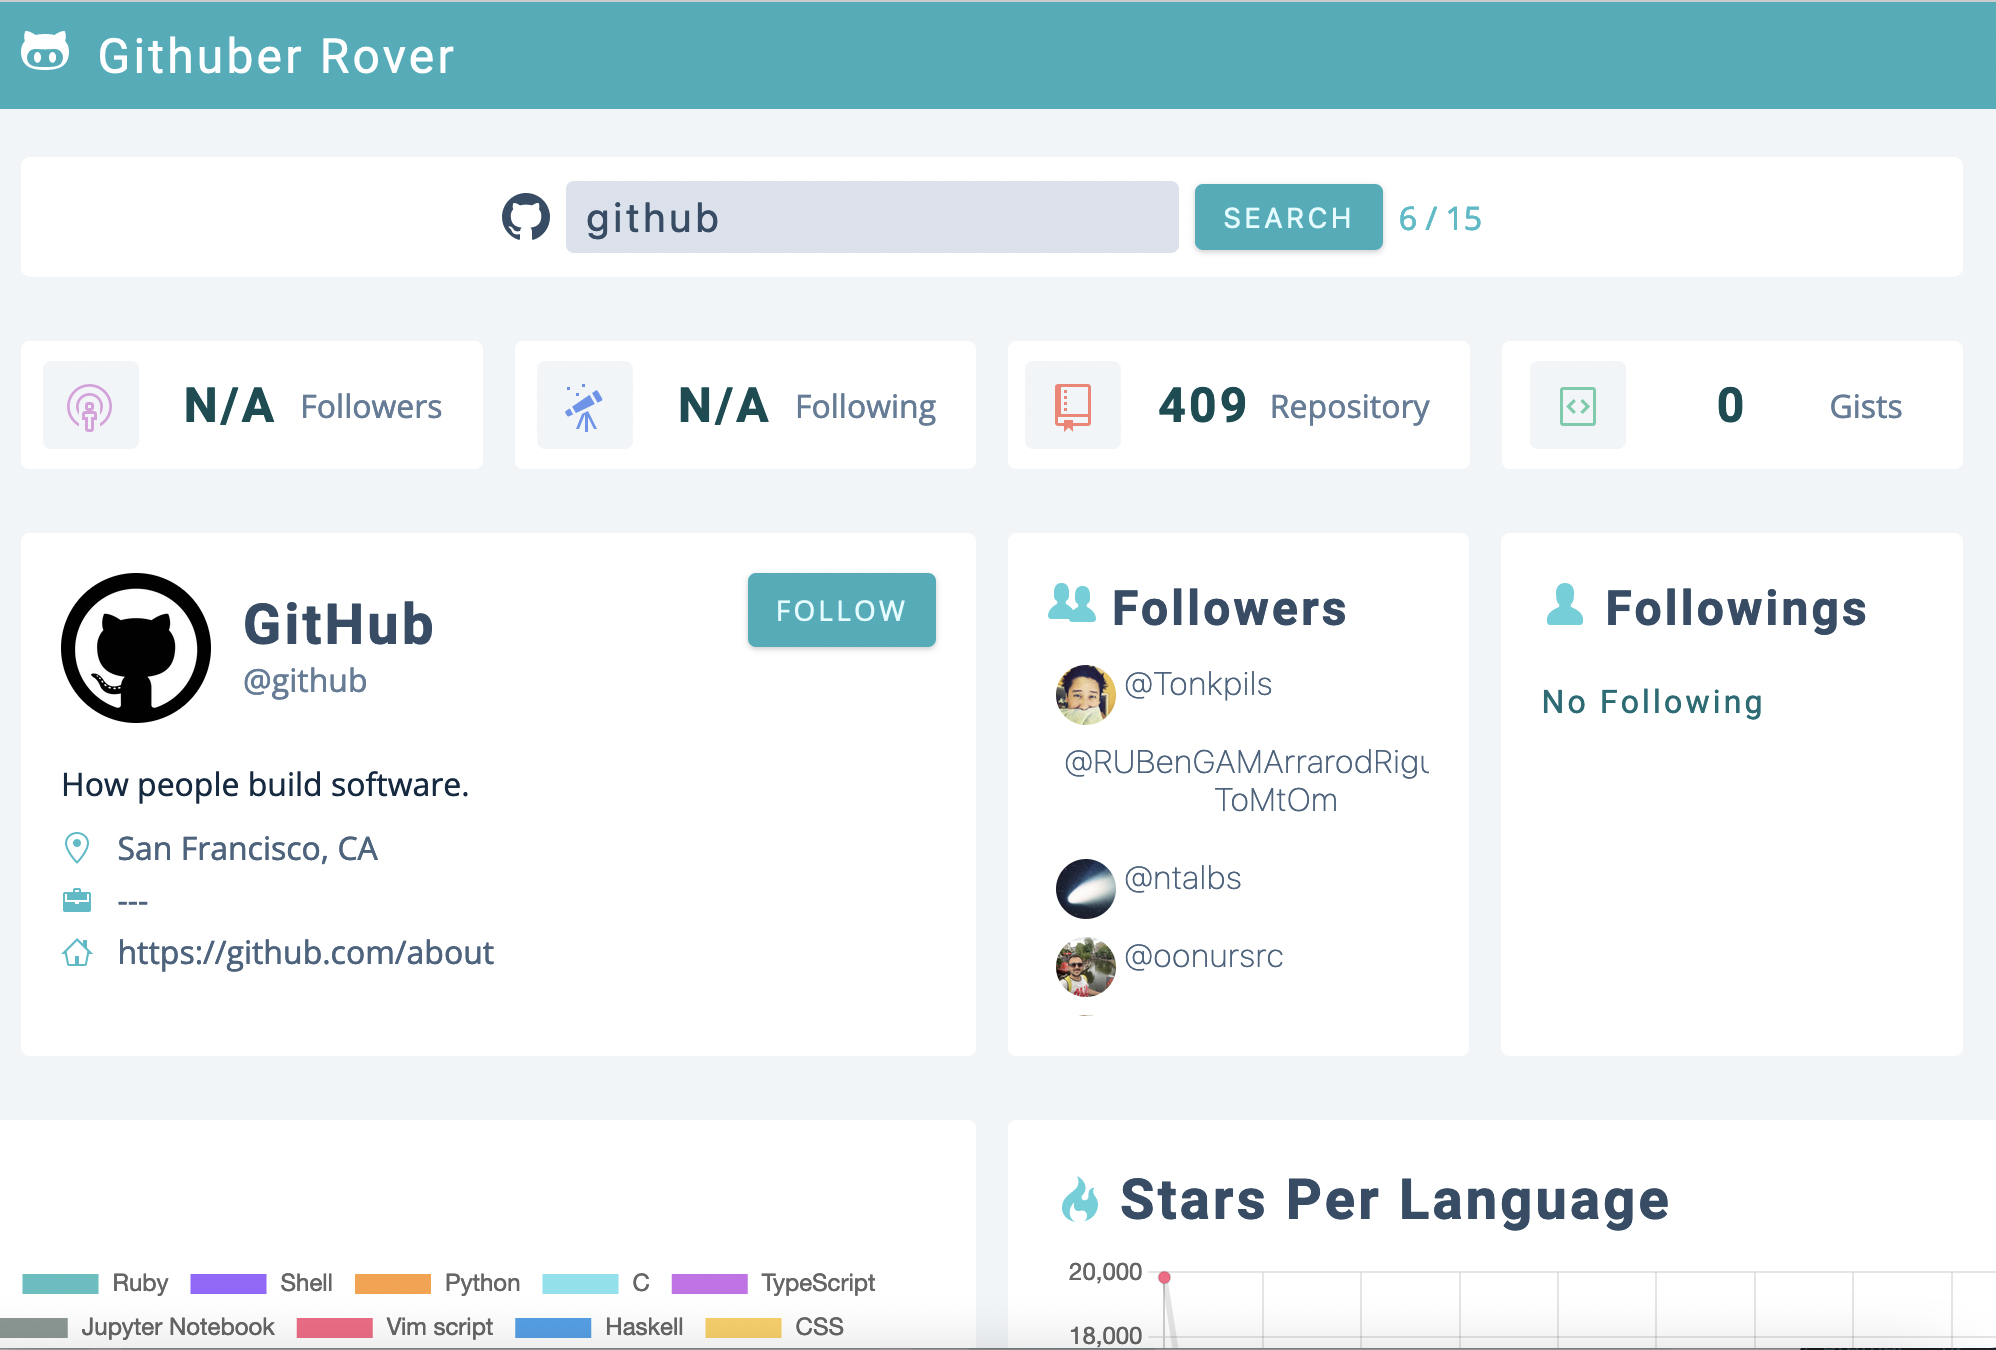 Githuber Rover
github
SEARCH
6 / 15
N/A Followers
N/A Following
409 Repository
0 Gists
GitHub
@github
FOLLOW
How people build software.
San Francisco, CA
---
https://github.com/about
Followers
@Tonkpils
@RUBenGAMArrarodRigu
ToMtOm
@ntalbs
@oonursrc
Followings
No Following
Ruby Shell Python C TypeScript
Jupyter Notebook Vim script Haskell CSS
Stars Per Language
20,000
18,000